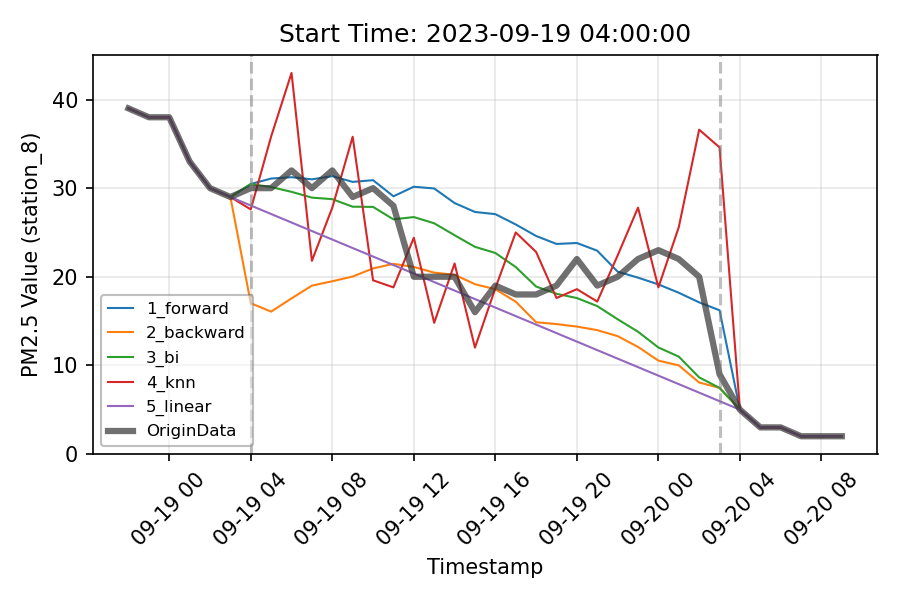 Start Time: 2023-09-19 04:00:00
PM2.5 Value (station_8)
40
30
20
10
0
1_forward
2_backward
3_bi
4_knn
5_linear
OriginData
09-19 00
09-19 04
09-19 08
09-19 12
09-19 16
09-19 20
09-20 00
09-20 04
09-20 08
Timestamp